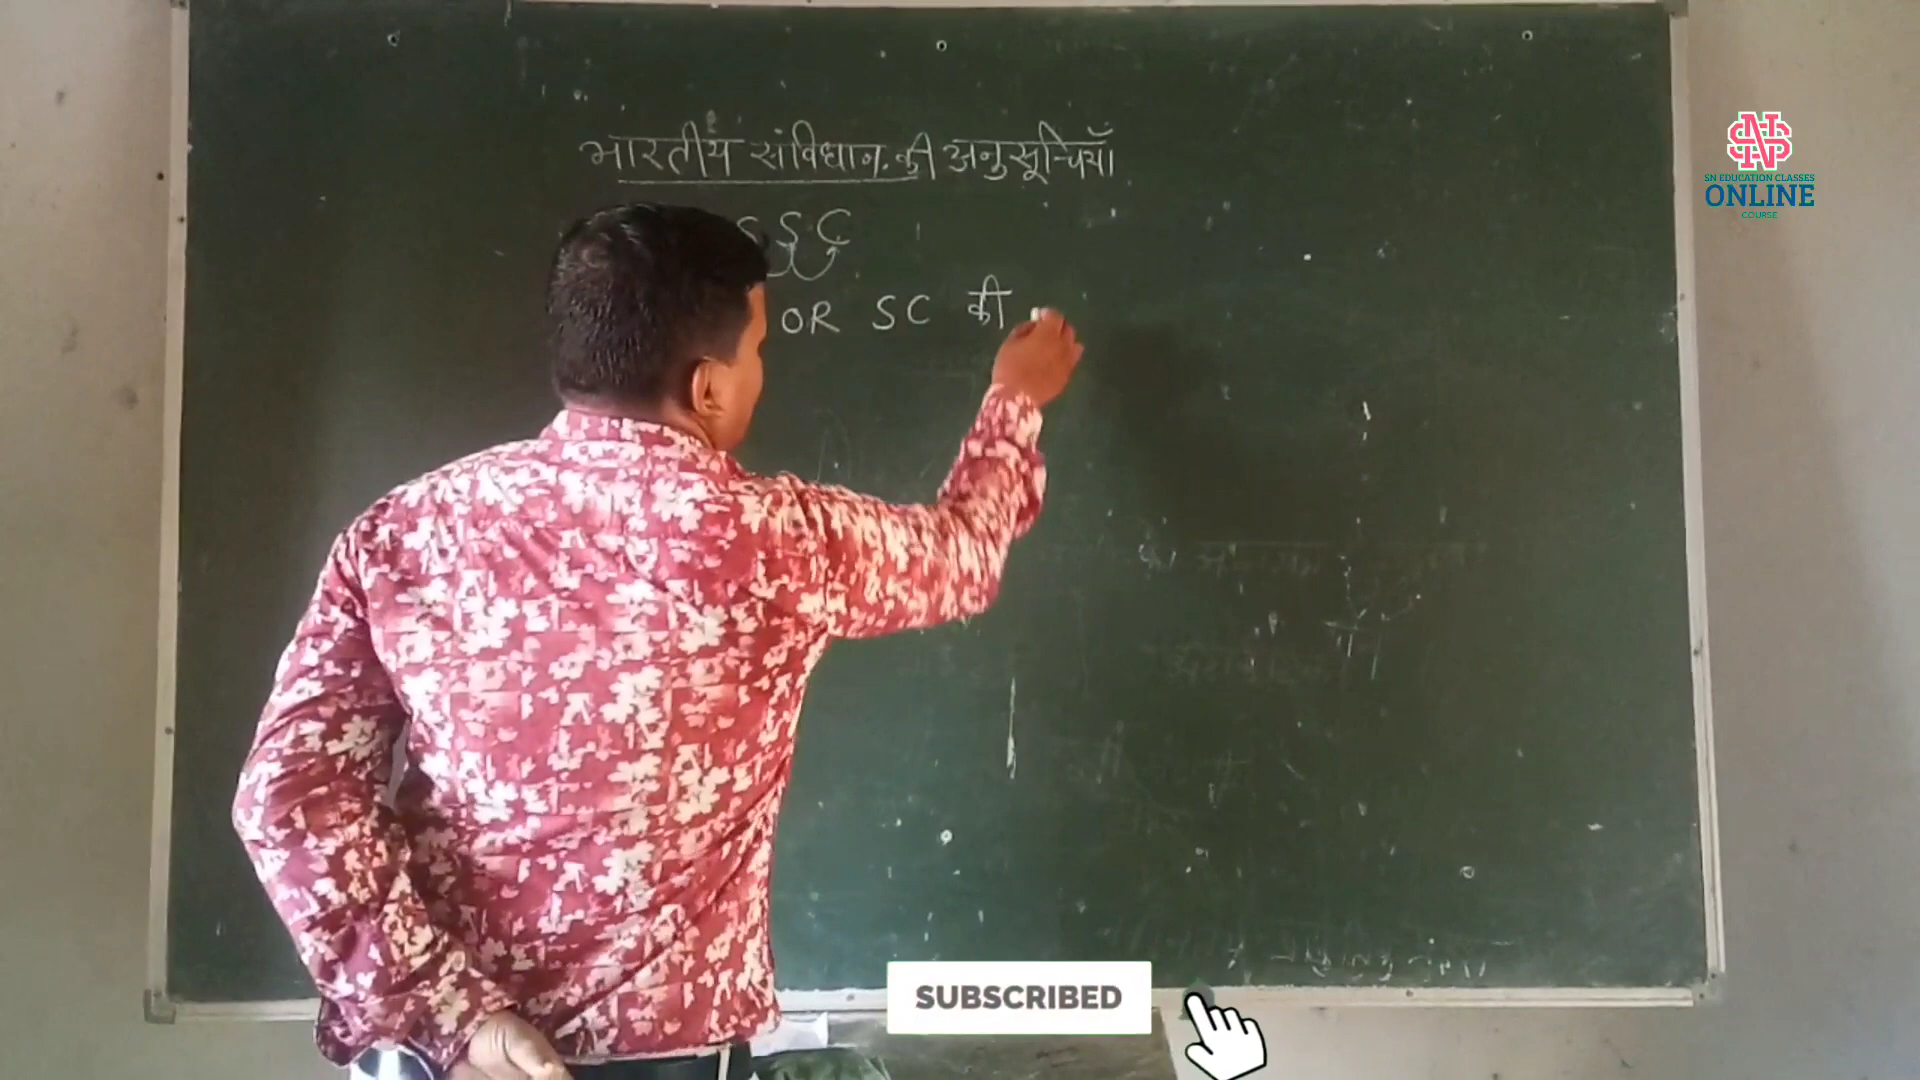 भारतीय संविधान की अनुसूचियाँ
SSC
OR SC की
SN EDUCATION CLASSES
ONLINE
COURSE
SUBSCRIBED